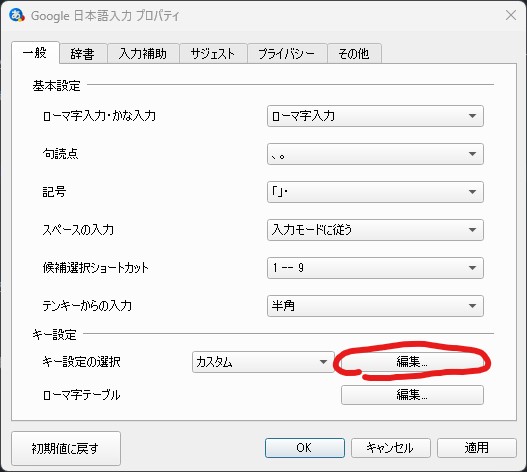 Google 日本語入力 プロパティ
一般 辞書 入力補助 サジェスト プライバシー その他
基本設定
ローマ字入力・かな入力 ローマ字入力
句読点 、。
記号 「」・
スペースの入力 入力モードに従う
候補選択ショートカット 1 -- 9
テンキーからの入力 半角
キー設定
キー設定の選択 カスタム 編集...
ローマ字テーブル 編集...
初期値に戻す OK キャンセル 適用